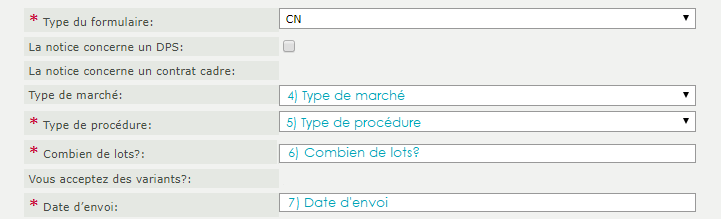 * Type du formulaire: CN
La notice concerne un DPS:
La notice concerne un contrat cadre:
Type de marché: 4) Type de marché
* Type de procédure: 5) Type de procédure
* Combien de lots?: 6) Combien de lots?
Vous acceptez des variants?:
* Date d'envoi: 7) Date d'envoi